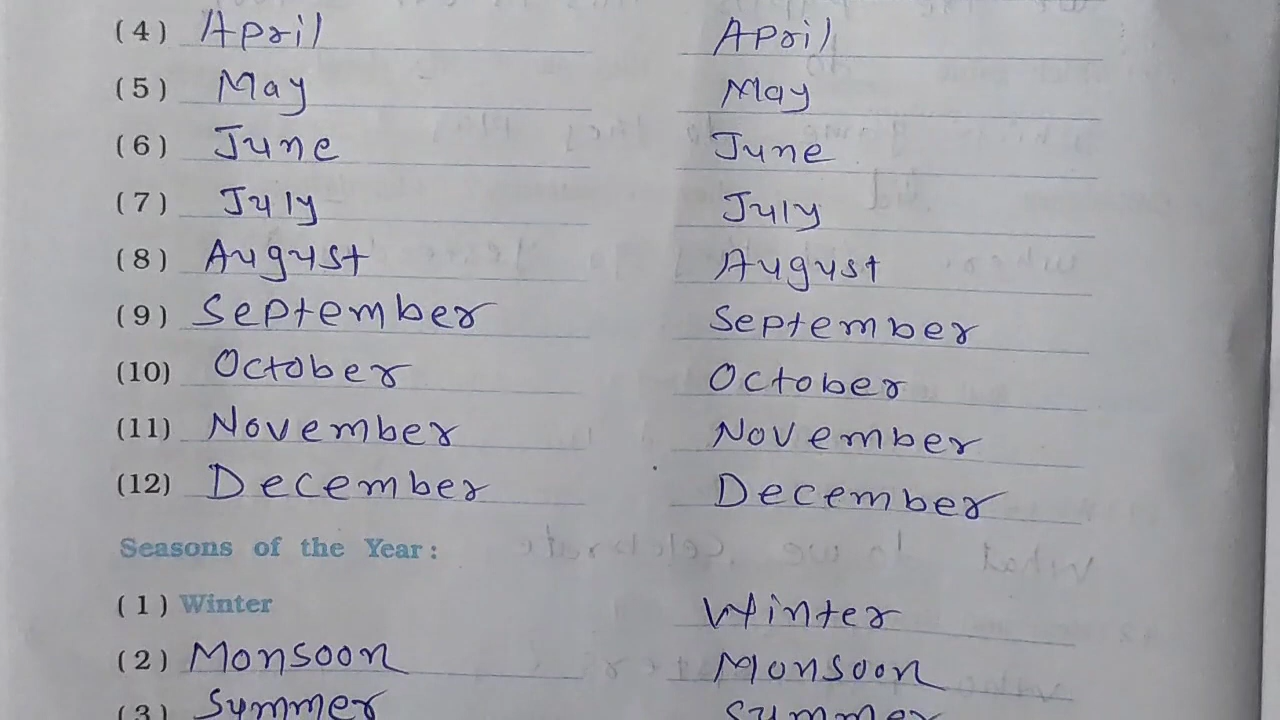 (4) April April
(5) May May
(6) June June
(7) July July
(8) August August
(9) September September
(10) October October
(11) November November
(12) December December
Seasons of the Year:
(1) Winter Winter
(2) Monsoon Monsoon
(3) Summer Summer